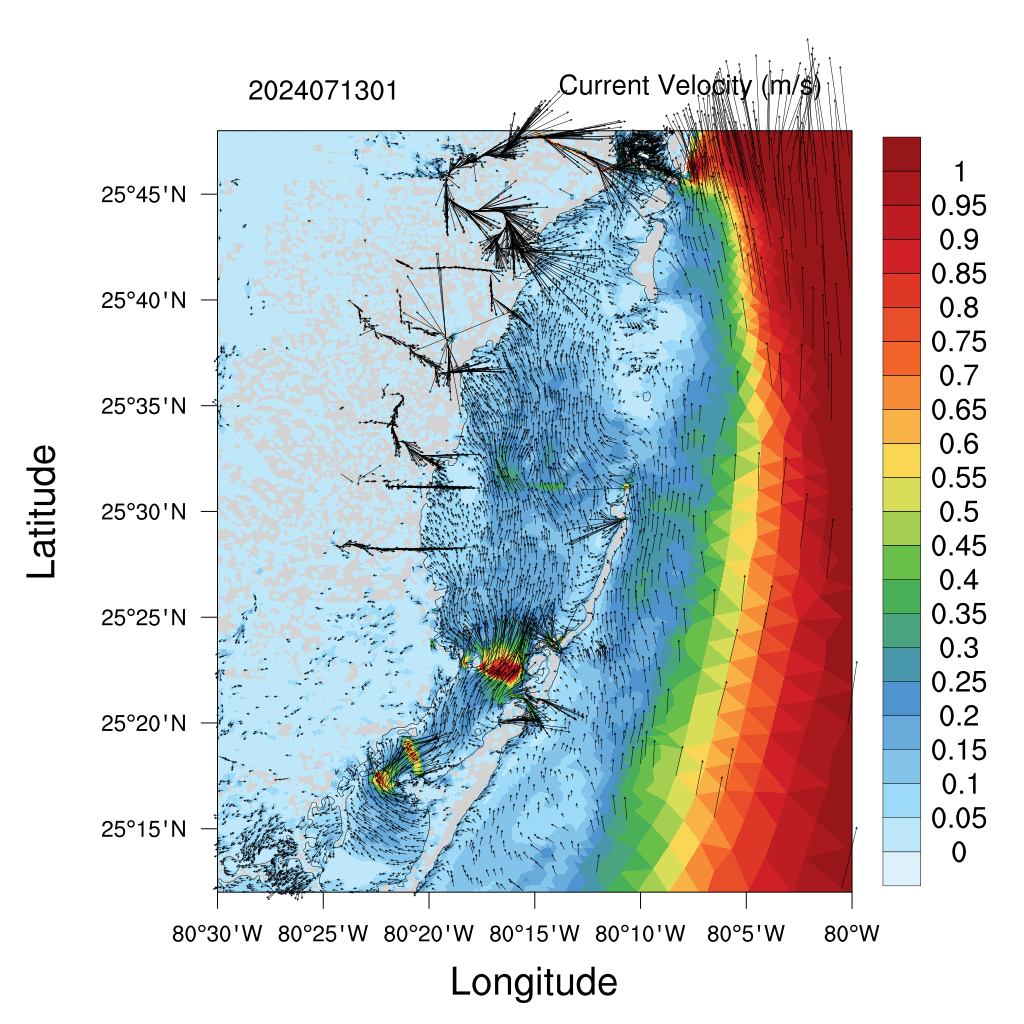 2024071301
Current Velocity (m/s)
25°45'N
25°40'N
25°35'N
25°30'N
25°25'N
25°20'N
25°15'N
Latitude
80°30'W 80°25'W 80°20'W 80°15'W 80°10'W 80°5'W 80°W
Longitude
1
0.95
0.9
0.85
0.8
0.75
0.7
0.65
0.6
0.55
0.5
0.45
0.4
0.35
0.3
0.25
0.2
0.15
0.1
0.05
0